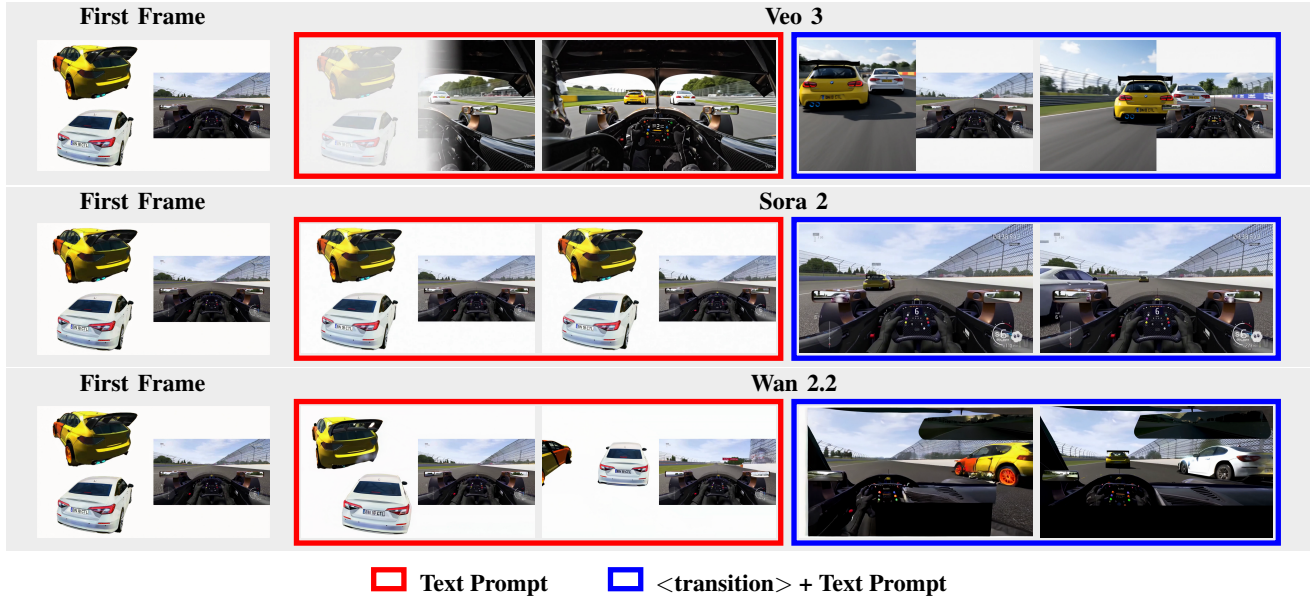 First Frame
Veo 3
First Frame
Sora 2
First Frame
Wan 2.2
Text Prompt
<transition> + Text Prompt